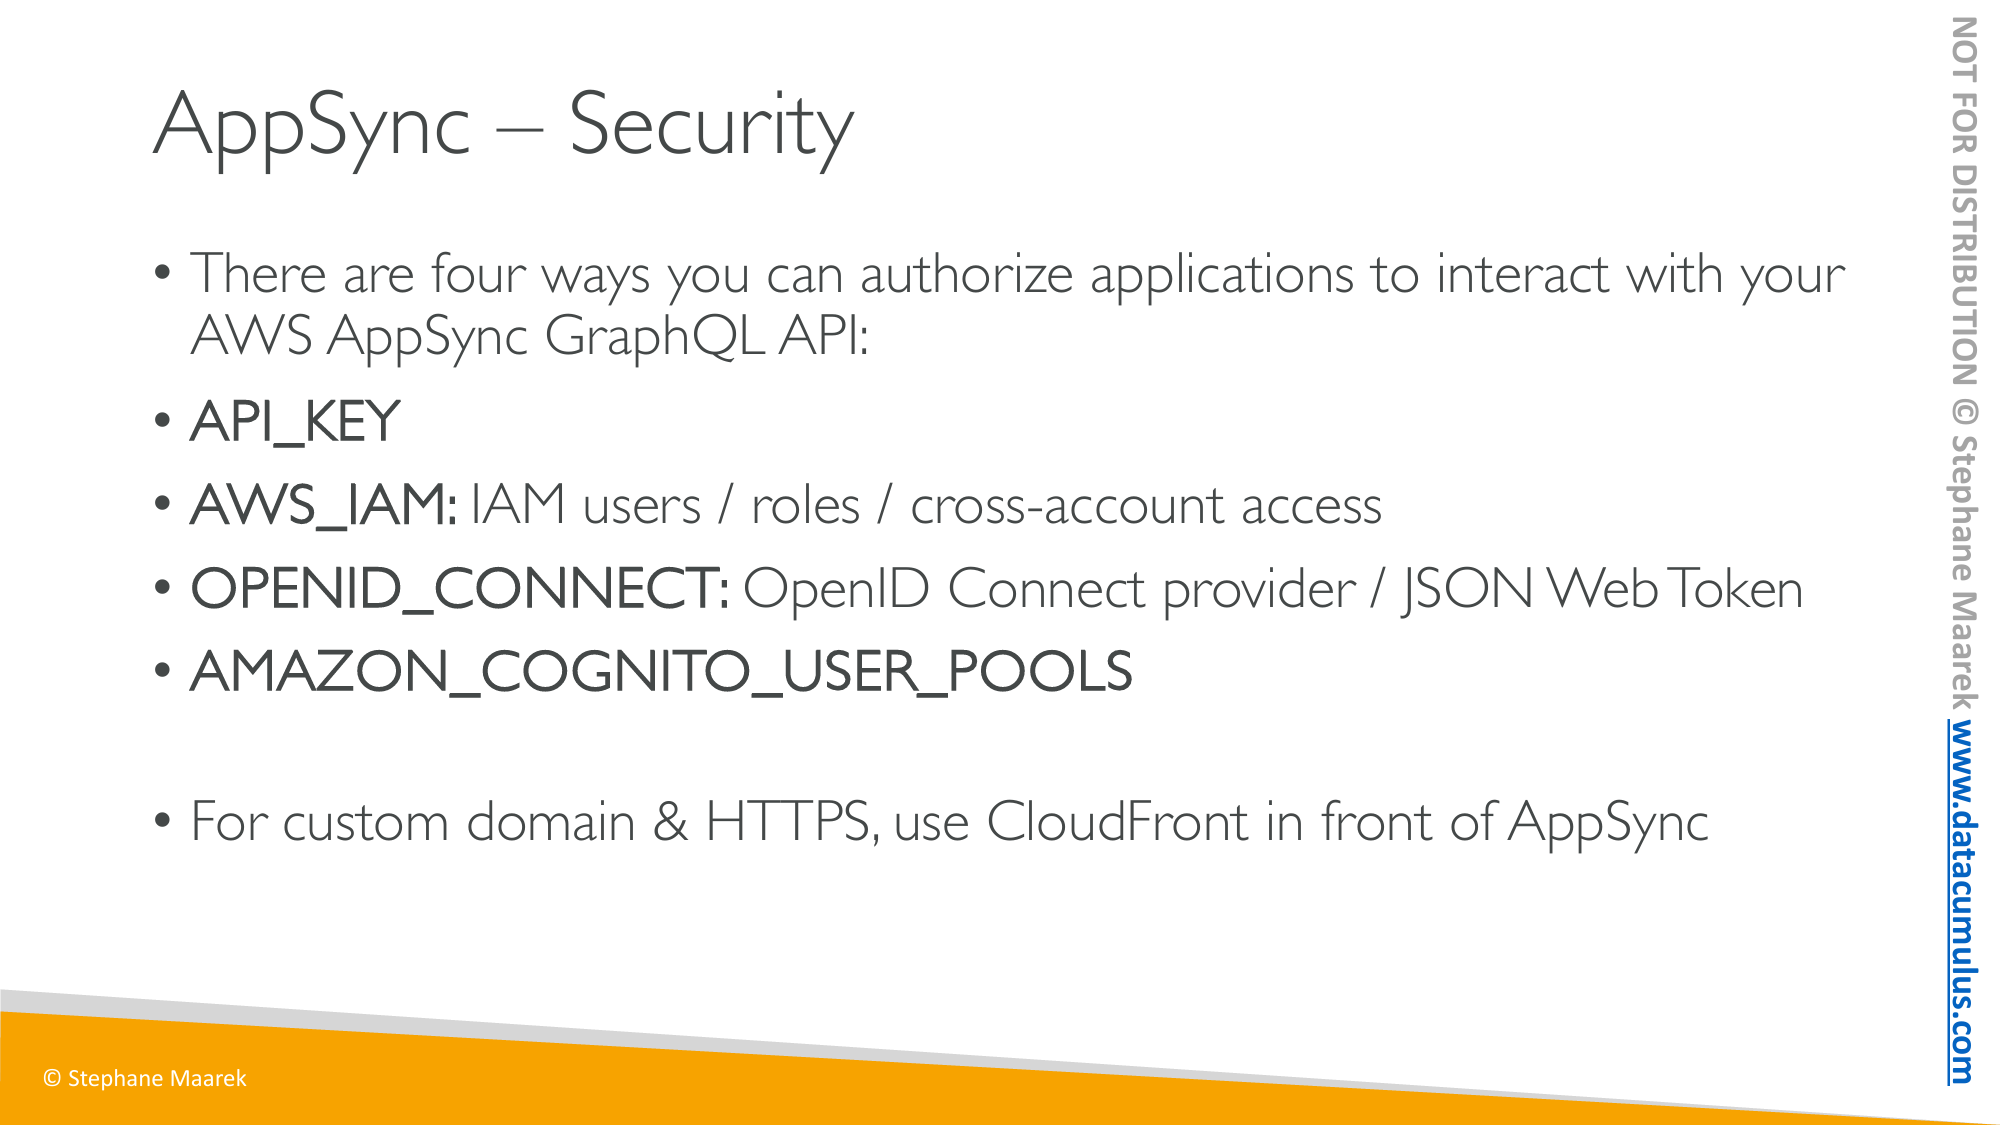 AppSync – Security
• There are four ways you can authorize applications to interact with your
AWS AppSync GraphQL API:
• API_KEY
• AWS_IAM: IAM users / roles / cross-account access
• OPENID_CONNECT: OpenID Connect provider / JSON Web Token
• AMAZON_COGNITO_USER_POOLS
• For custom domain & HTTPS, use CloudFront in front of AppSync
© Stephane Maarek
NOT FOR DISTRIBUTION © Stephane Maarek www.datacumulus.com